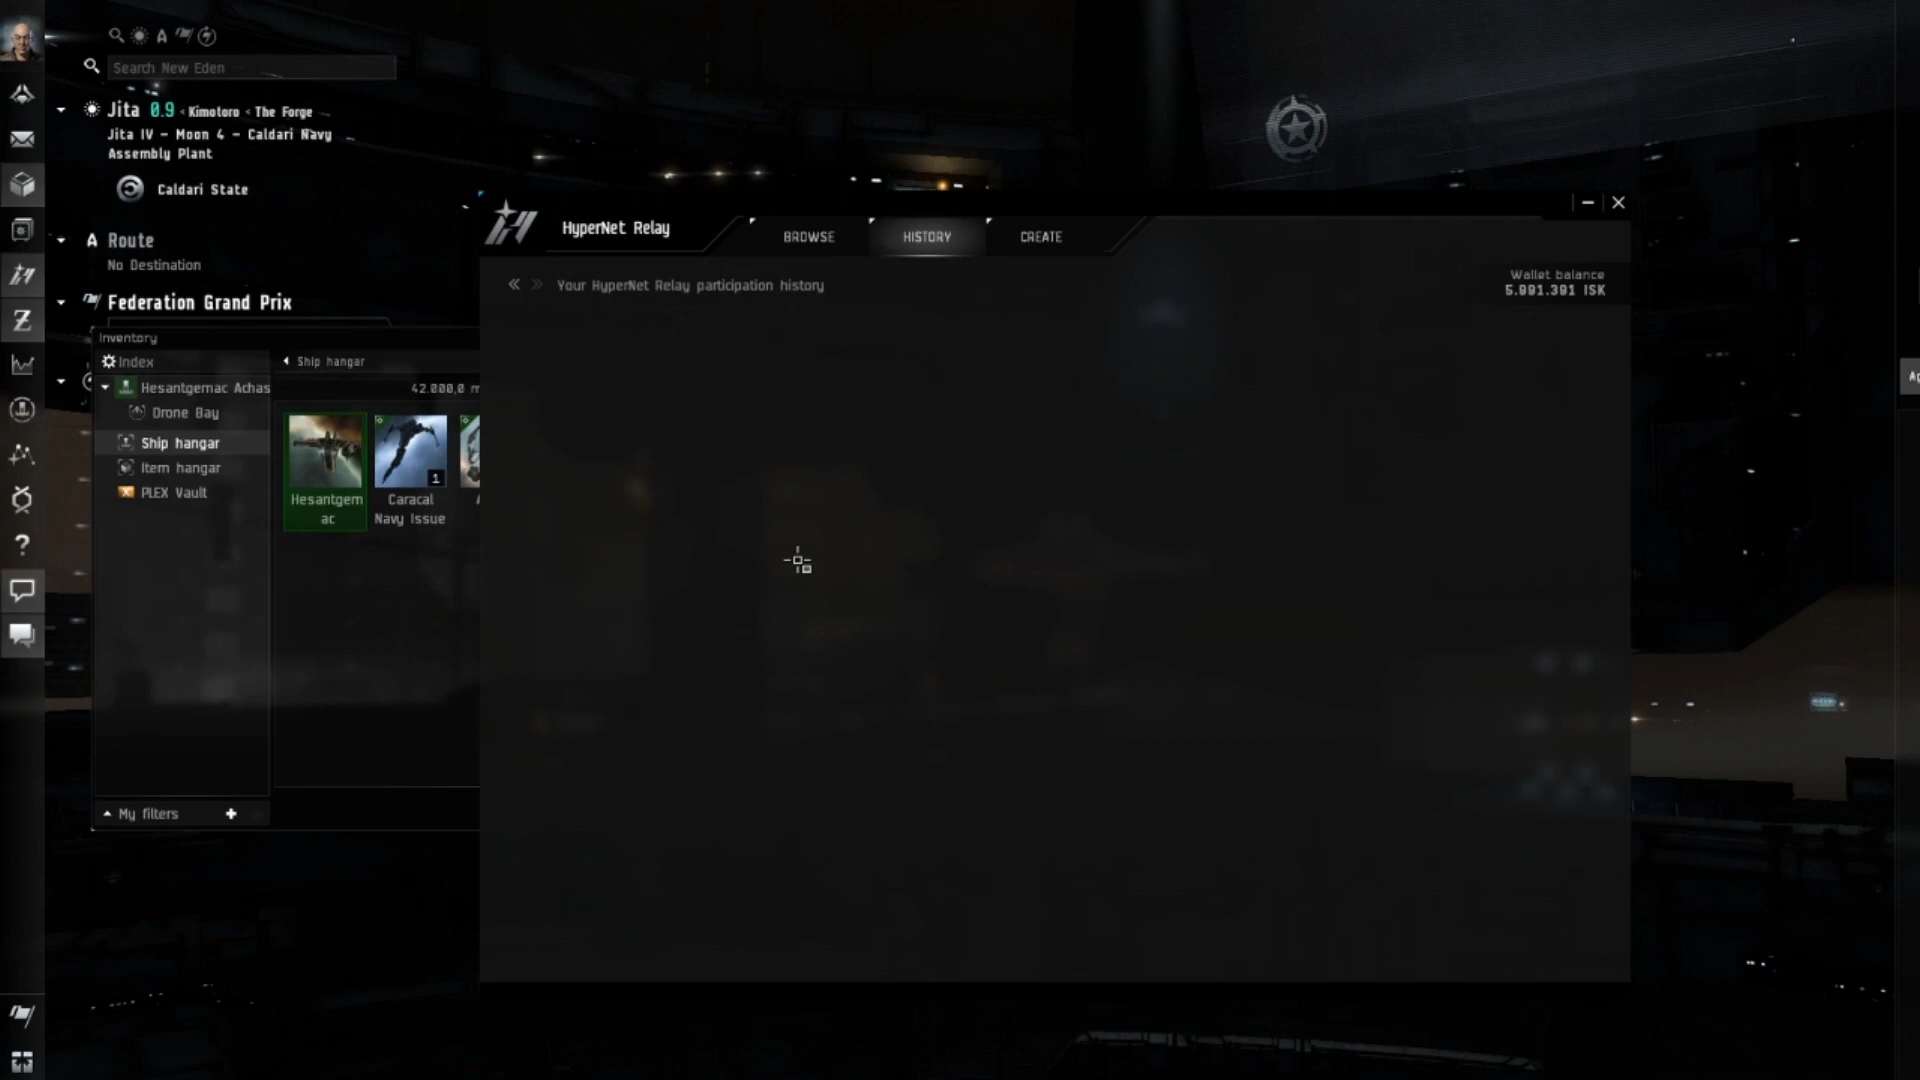 Search New Eden
Jita 0.9 < Kimotoro < The Forge
Jita IV - Moon 4 - Caldari Navy
Assembly Plant
Caldari State
Route
No Destination
Federation Grand Prix
Inventory
Index
Ship hangar
Hesantgemac Achas
42.000,0 m
Drone Bay
Ship hangar
Item hangar
PLEX Vault
1
Hesantgem
ac
Caracal
Navy Issue
My filters
HyperNet Relay
BROWSE
HISTORY
CREATE
Your HyperNet Relay participation history
Wallet balance
5.991.391 ISK